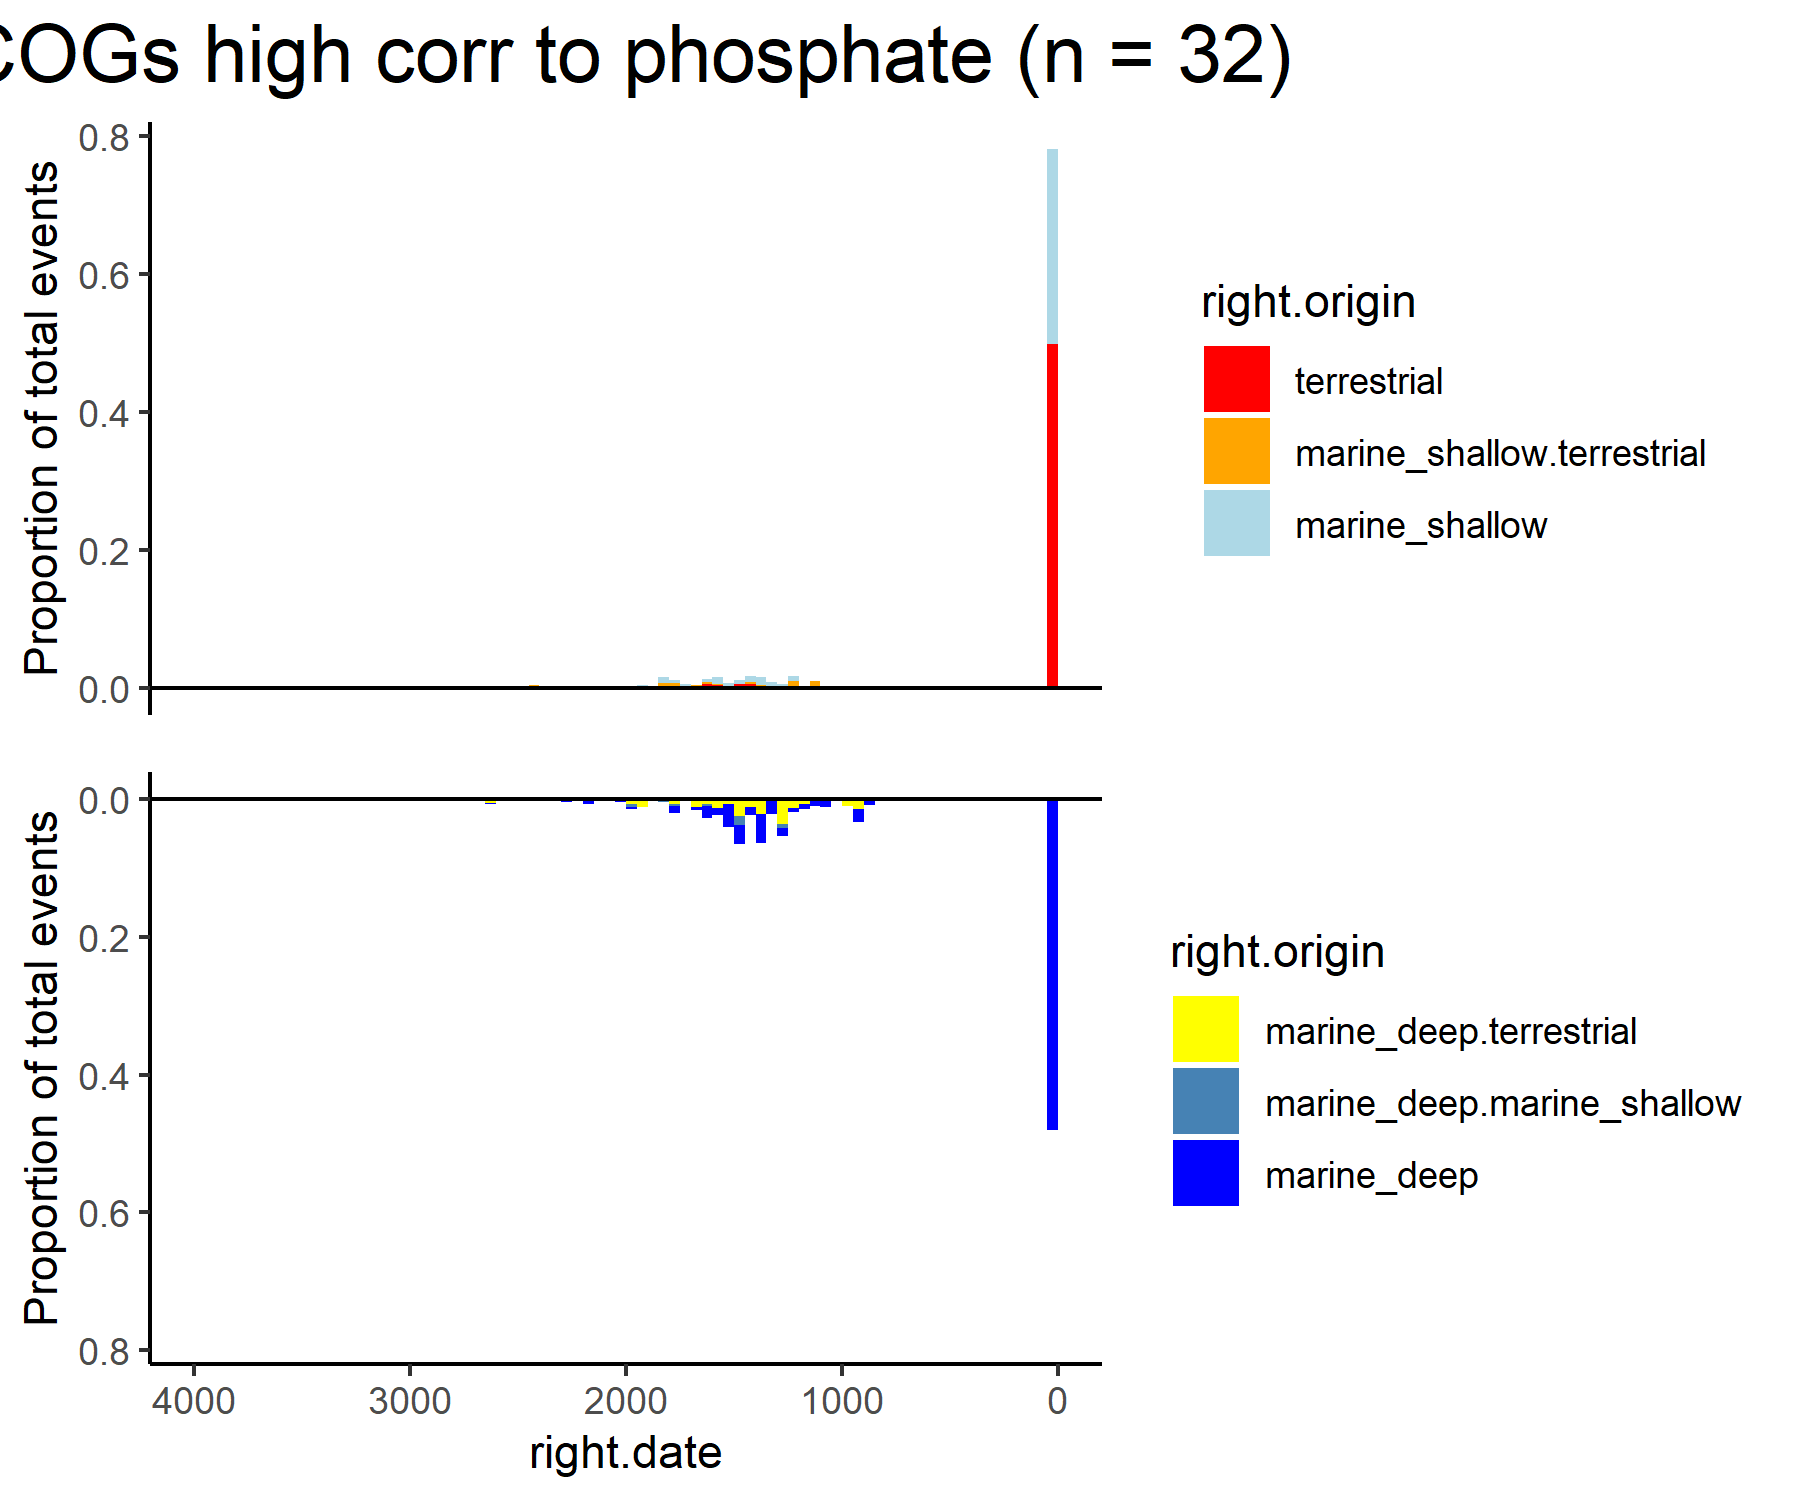 COGs high corr to phosphate (n = 32)
Proportion of total events
0.8
0.6
0.4
0.2
0.0
right.origin
terrestrial
marine_shallow.terrestrial
marine_shallow
Proportion of total events
0.0
0.2
0.4
0.6
0.8
right.origin
marine_deep.terrestrial
marine_deep.marine_shallow
marine_deep
4000 3000 2000 1000 0
right.date